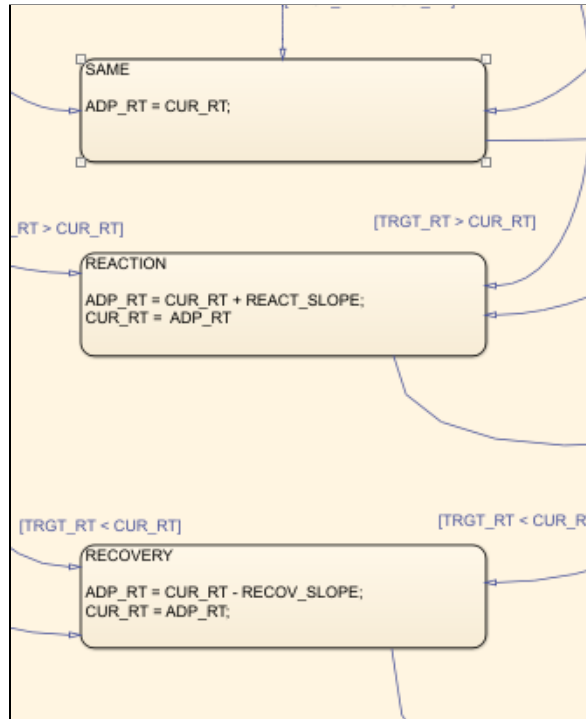 SAME
ADP_RT = CUR_RT;
_RT > CUR_RT]
[TRGT_RT > CUR_RT]
REACTION
ADP_RT = CUR_RT + REACT_SLOPE;
CUR_RT = ADP_RT
[TRGT_RT < CUR_RT]
[TRGT_RT < CUR_R
RECOVERY
ADP_RT = CUR_RT - RECOV_SLOPE;
CUR_RT = ADP_RT;